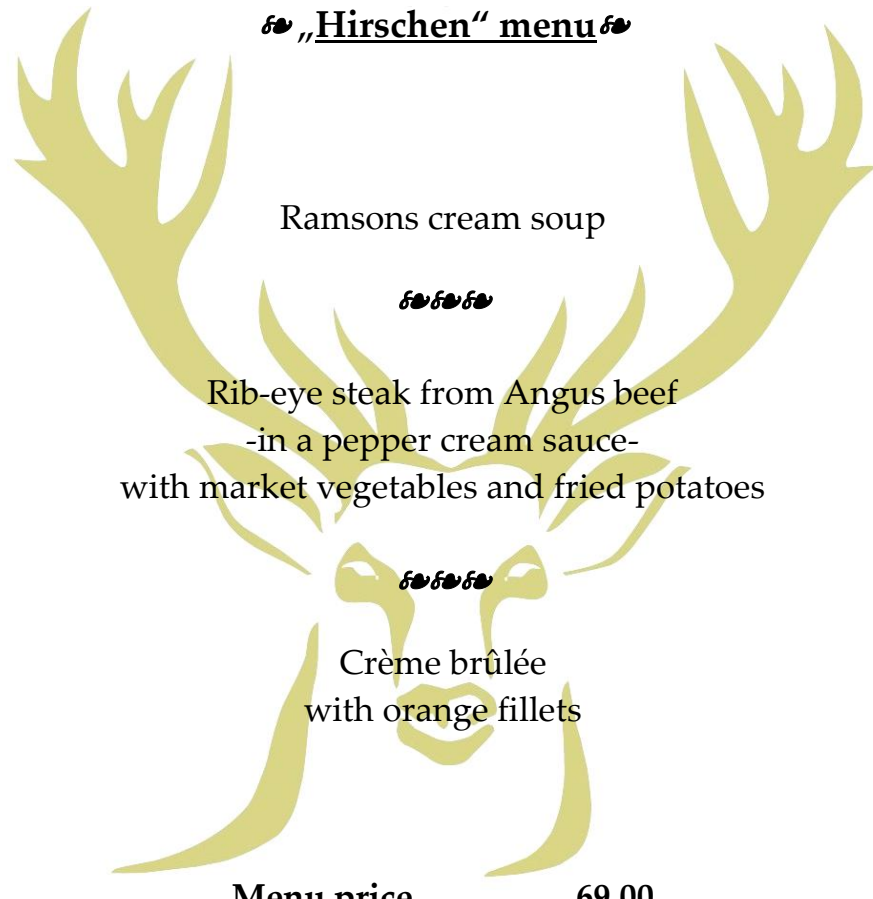 „Hirschen“ menu
Ramsons cream soup
Rib-eye steak from Angus beef
-in a pepper cream sauce-
with market vegetables and fried potatoes
Crème brûlée
with orange fillets
Menu price 69.00